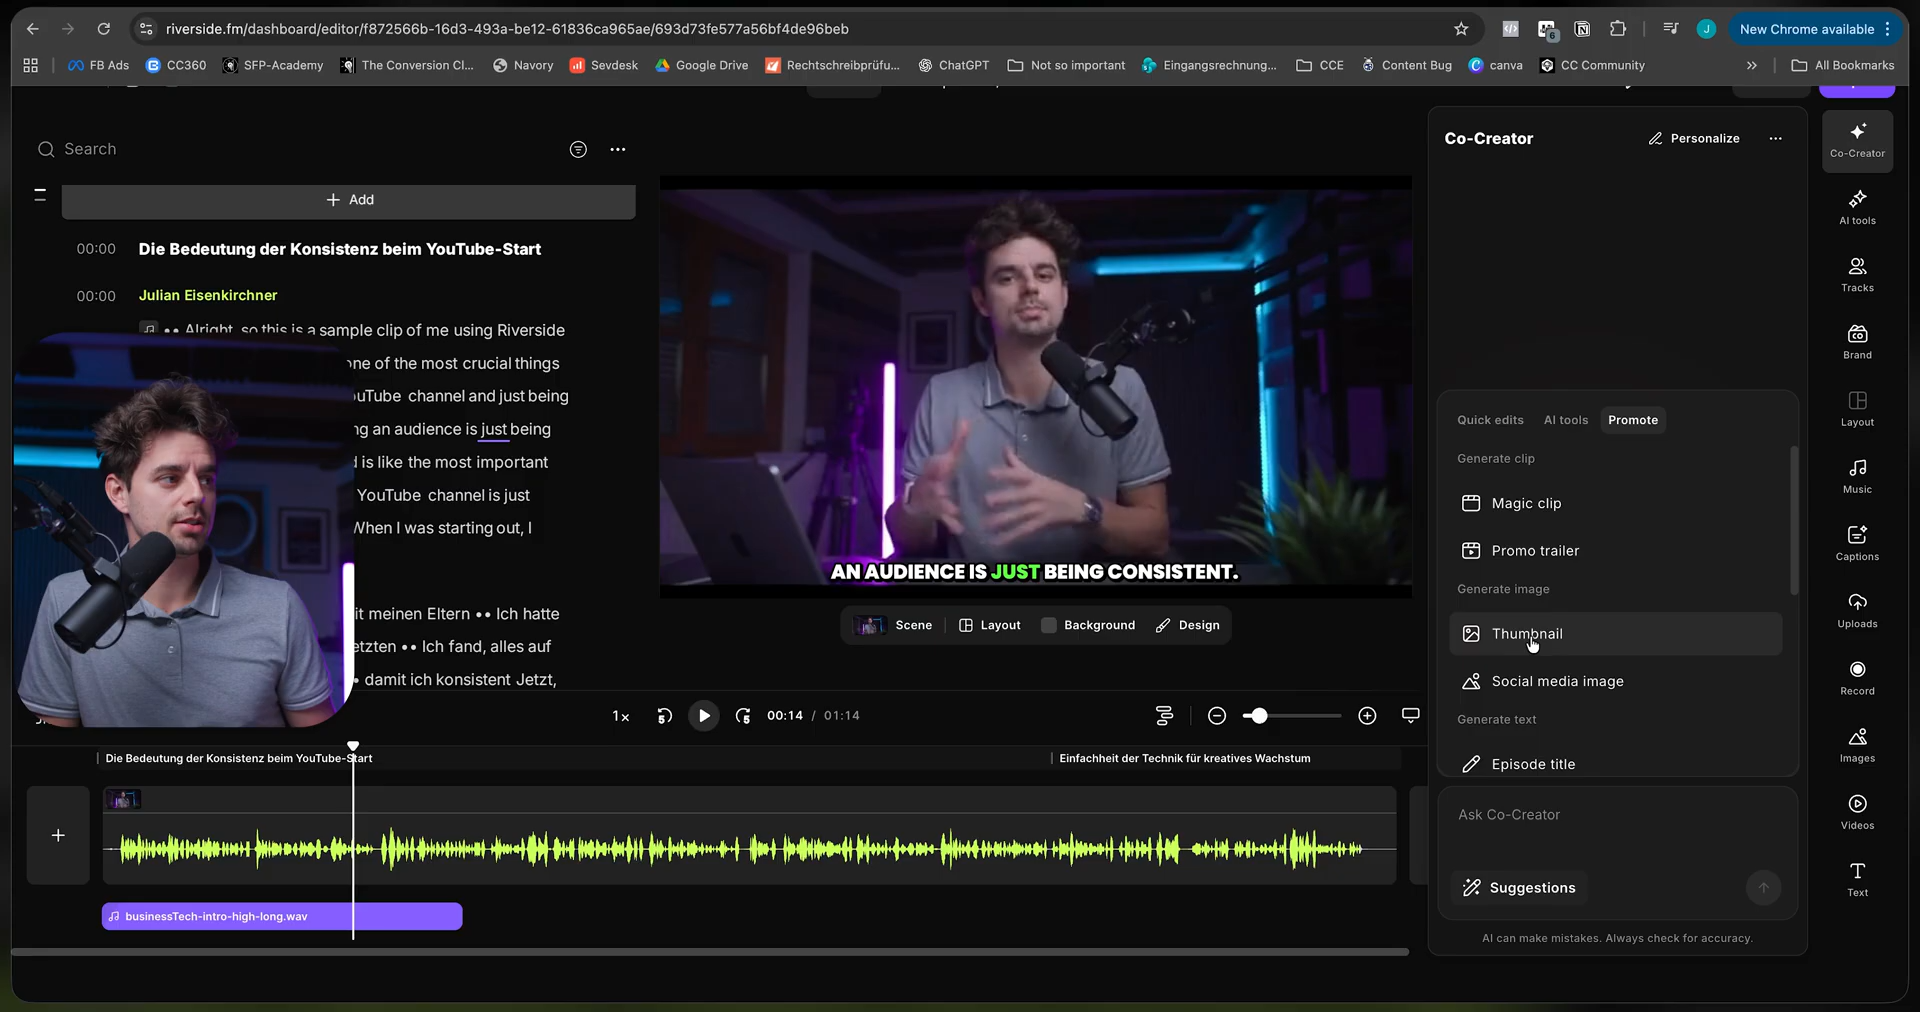 riverside.fm/dashboard/editor/f872566b-16d3-493a-be12-61836ca965ae/693d73fe577a56bf4de96beb
6
J
New Chrome available
FB Ads
CC360
SFP-Academy
The Conversion Cl...
Navory
Sevdesk
Google Drive
Rechtschreibprüfu...
ChatGPT
Not so important
Eingangsrechnung...
CCE
Content Bug
canva
CC Community
All Bookmarks
Search
Add
00:00 Die Bedeutung der Konsistenz beim YouTube-Start
00:00 Julian Eisenkirchner
•• Alright, so this is a sample clip of me using Riverside
one of the most crucial things
channel and just being
an audience is just being
is like the most important
YouTube channel is just
When I was starting out, I
meinen Eltern •• Ich hatte
•• Ich fand, alles auf
• damit ich konsistent Jetzt,
AN AUDIENCE IS JUST BEING CONSISTENT.
Scene
Layout
Background
Design
1x
5
5
00:14 / 01:14
Die Bedeutung der Konsistenz beim YouTube-Start
Einfachheit der Technik für kreatives Wachstum
businessTech-intro-high-long.wav
Co-Creator
Personalize
Quick edits
AI tools
Promote
Generate clip
Magic clip
Promo trailer
Generate image
Thumbnail
Social media image
Generate text
Episode title
Ask Co-Creator
Suggestions
AI can make mistakes. Always check for accuracy.
Co-Creator
AI tools
Tracks
Brand
Layout
Music
Captions
Uploads
Record
Images
Videos
Text